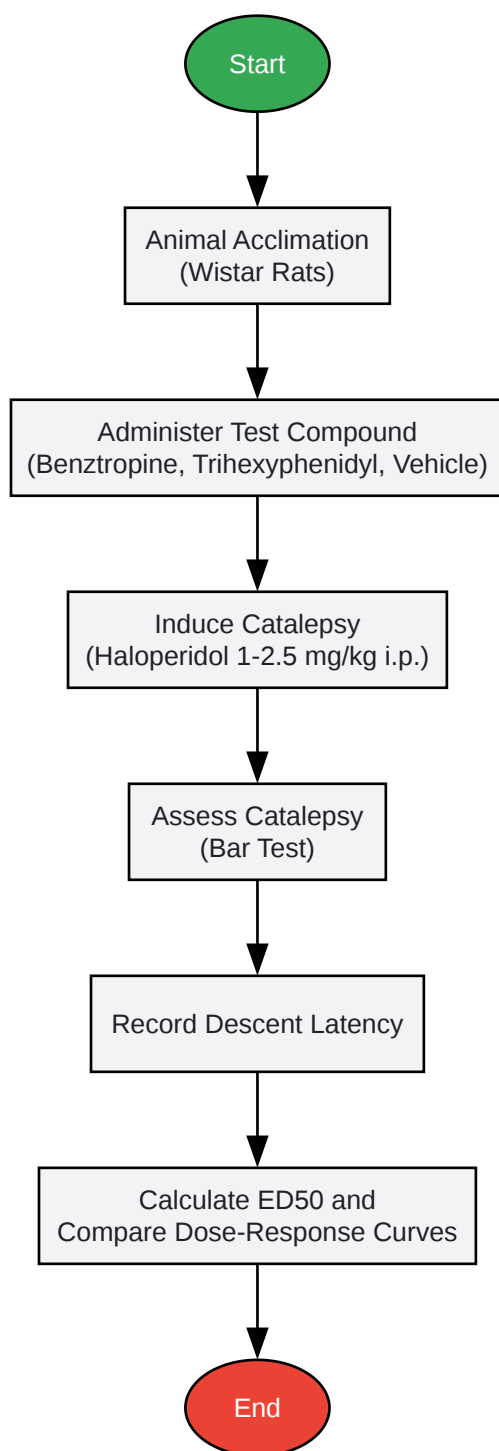 Start
Animal Acclimation
(Wistar Rats)
Administer Test Compound
(Benztropine, Trihexyphenidyl, Vehicle)
Induce Catalepsy
(Haloperidol 1-2.5 mg/kg i.p.)
Assess Catalepsy
(Bar Test)
Record Descent Latency
Calculate ED50 and
Compare Dose-Response Curves
End